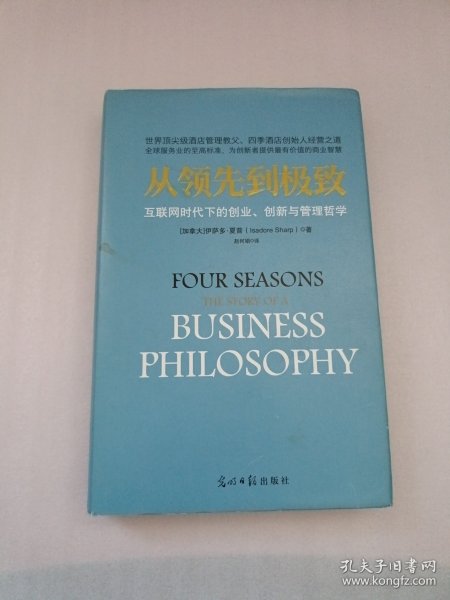 世界顶尖级酒店管理教父、四季酒店创始人经营之道
全球服务业的至高标准，为创新者提供最有价值的商业智慧
从领先到极致
互联网时代下的创业、创新与管理哲学
[加拿大]伊萨多·夏普（Isadore Sharp）◎著
FOUR SEASONS
THE STORY OF A
BUSINESS
PHILOSOPHY
光明日报出版社
孔夫子旧书网
www.kongfz.com